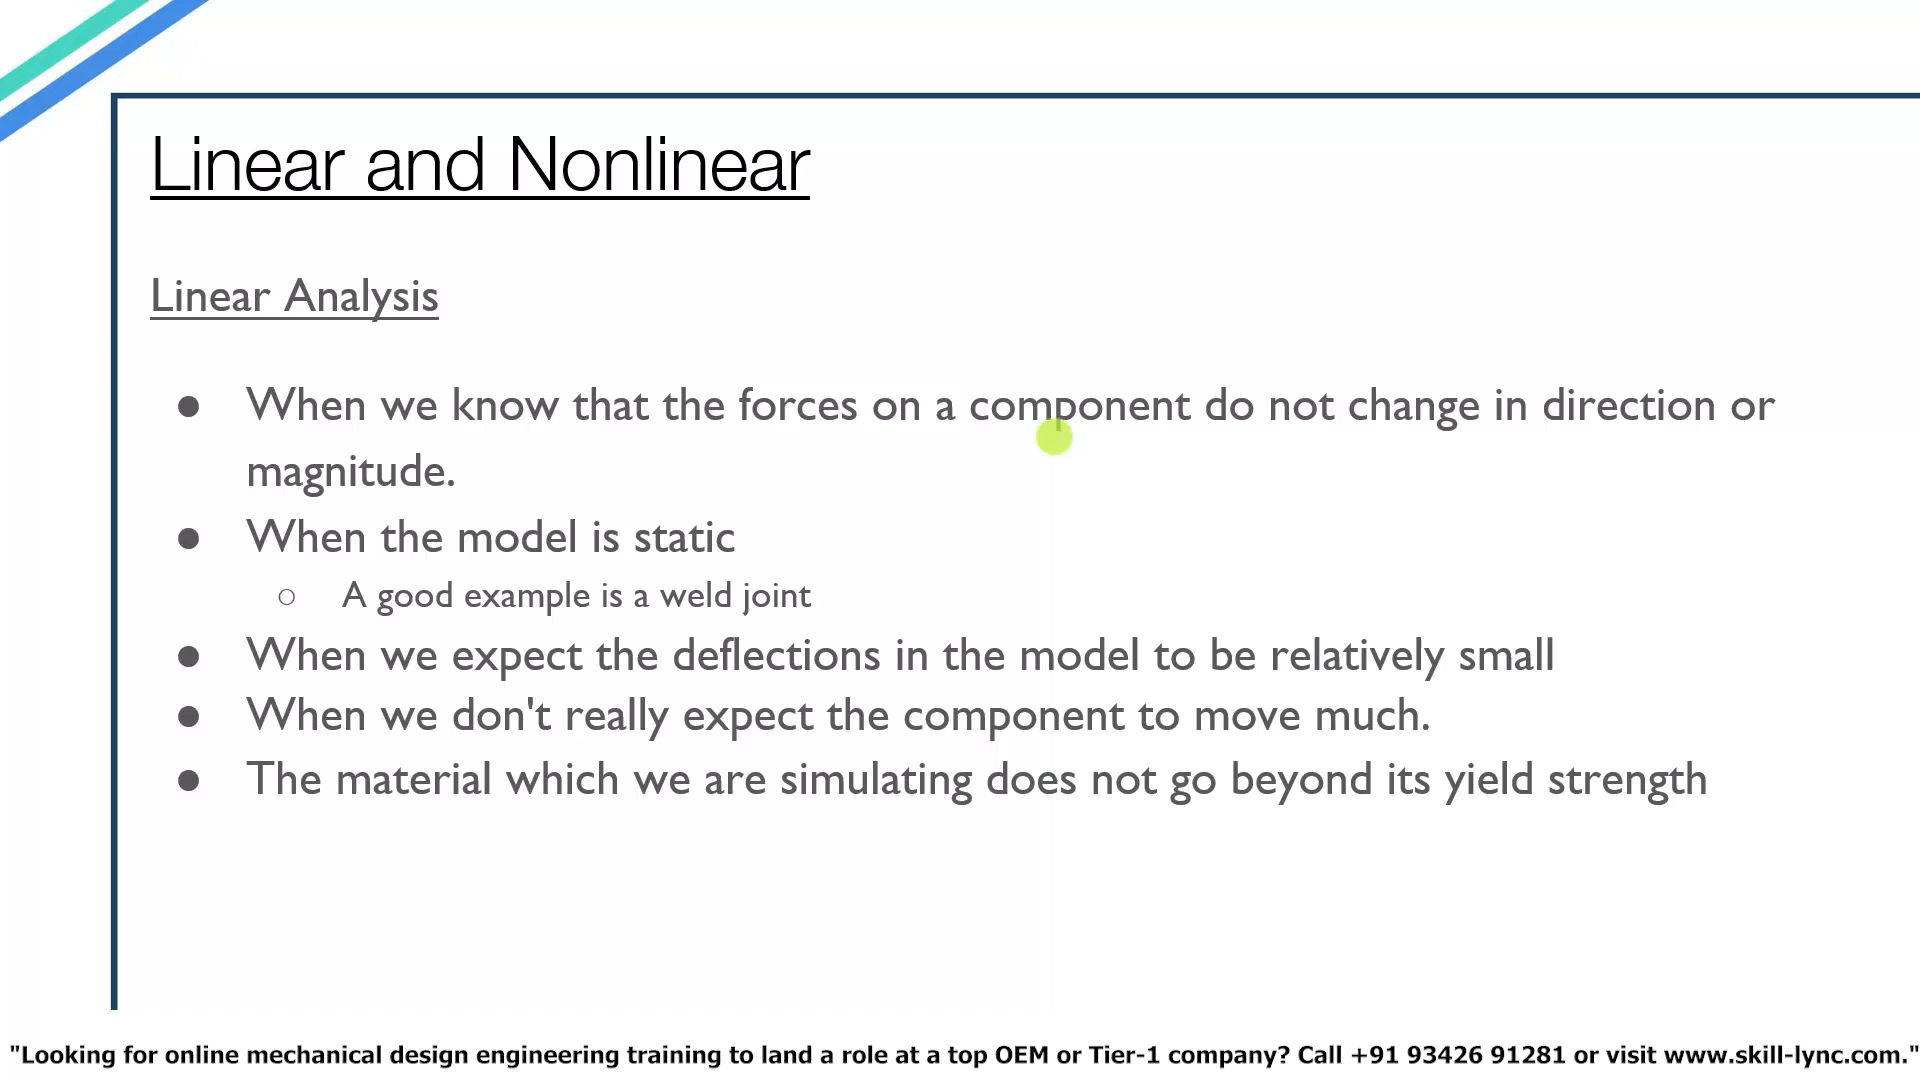 Linear and Nonlinear
Linear Analysis
● When we know that the forces on a component do not change in direction or
magnitude.
● When the model is static
○ A good example is a weld joint
● When we expect the deflections in the model to be relatively small
● When we don't really expect the component to move much.
● The material which we are simulating does not go beyond its yield strength
"Looking for online mechanical design engineering training to land a role at a top OEM or Tier-1 company? Call +91 93426 91281 or visit www.skill-lync.com."